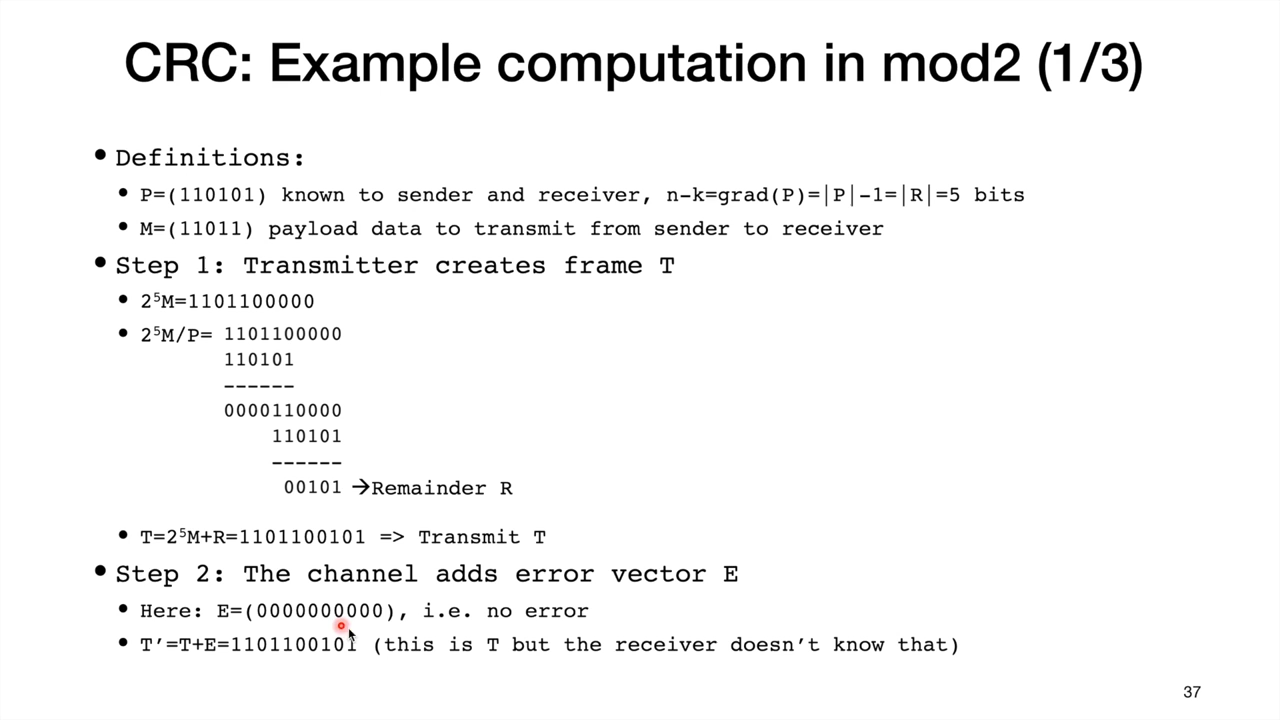 CRC: Example computation in mod2 (1/3)
• Definitions:
• P=(110101) known to sender and receiver, n-k=grad(P)=|P|-1=|R|=5 bits
• M=(11011) payload data to transmit from sender to receiver
• Step 1: Transmitter creates frame T
• 2⁵M=1101100000
• 2⁵M/P= 1101100000
110101
------
0000110000
110101
------
00101 →Remainder R
• T=2⁵M+R=1101100101 => Transmit T
• Step 2: The channel adds error vector E
• Here: E=(0000000000), i.e. no error
• T’=T+E=1101100101 (this is T but the receiver doesn’t know that)
37